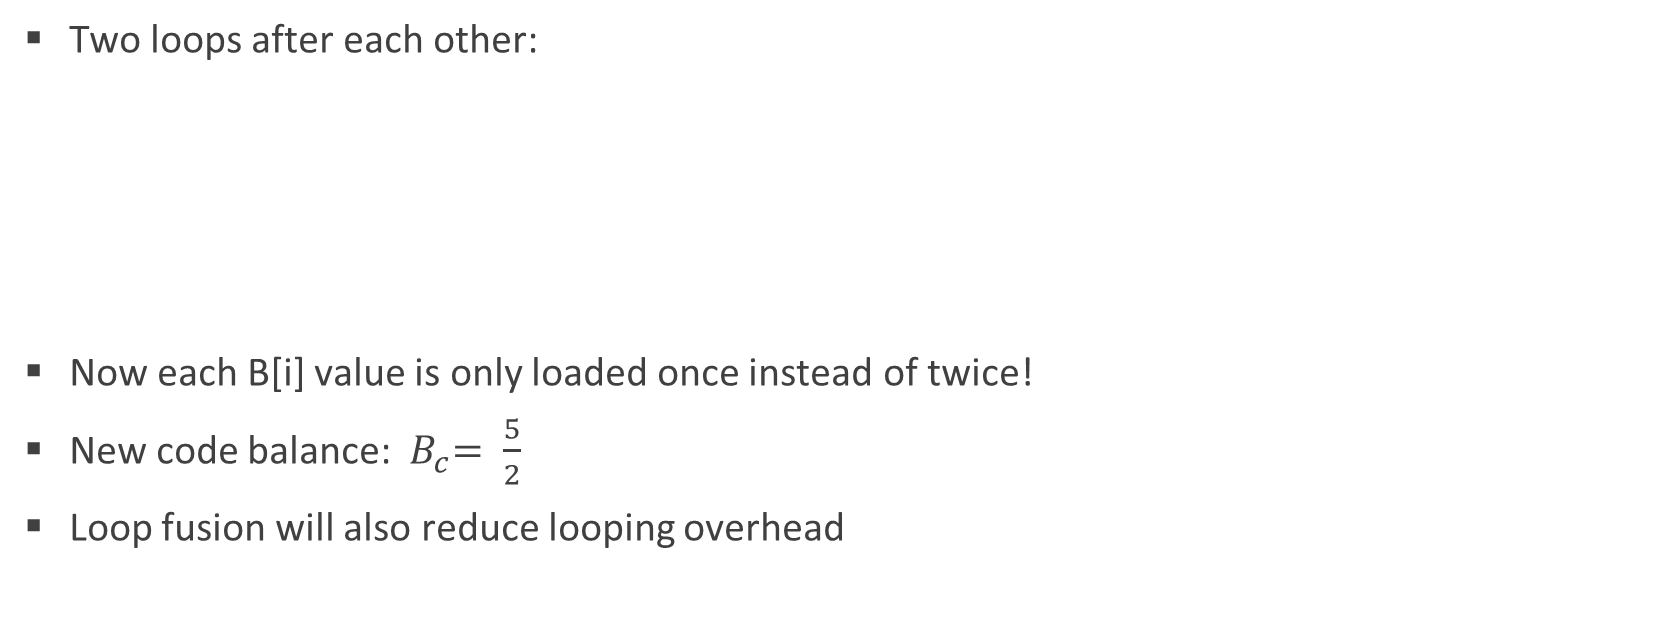 ▪ Two loops after each other:
▪ Now each B[i] value is only loaded once instead of twice!
▪ New code balance: B_c = 5/2
▪ Loop fusion will also reduce looping overhead